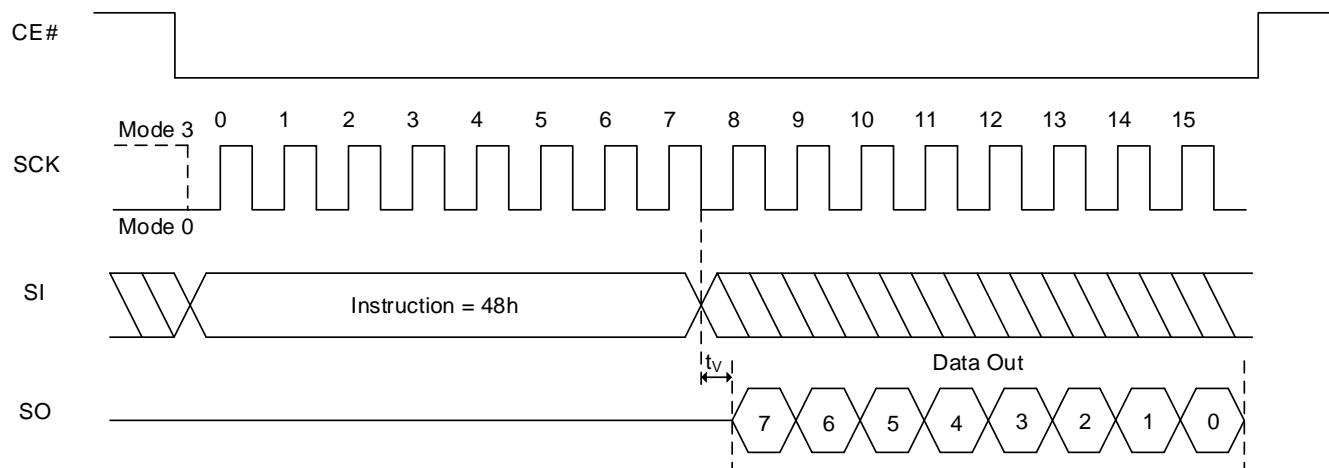 CE#
0 1 2 3 4 5 6 7 8 9 10 11 12 13 14 15
Mode 3
SCK
Mode 0
SI
Instruction = 48h
tV
Data Out
SO
7 6 5 4 3 2 1 0